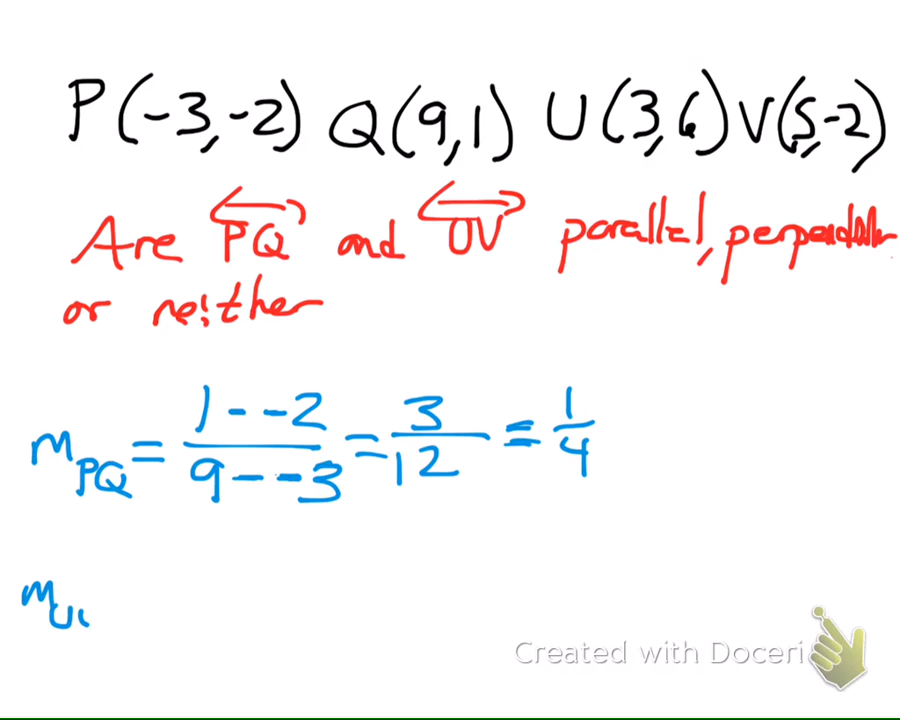 P(-3,-2) Q(9,1) U(3,6) V(5,-2)
Are PQ and UV parallel, perpendicular
or neither
m_PQ = (1--2)/(9--3) = 3/12 = 1/4
m_U
Created with Doceri